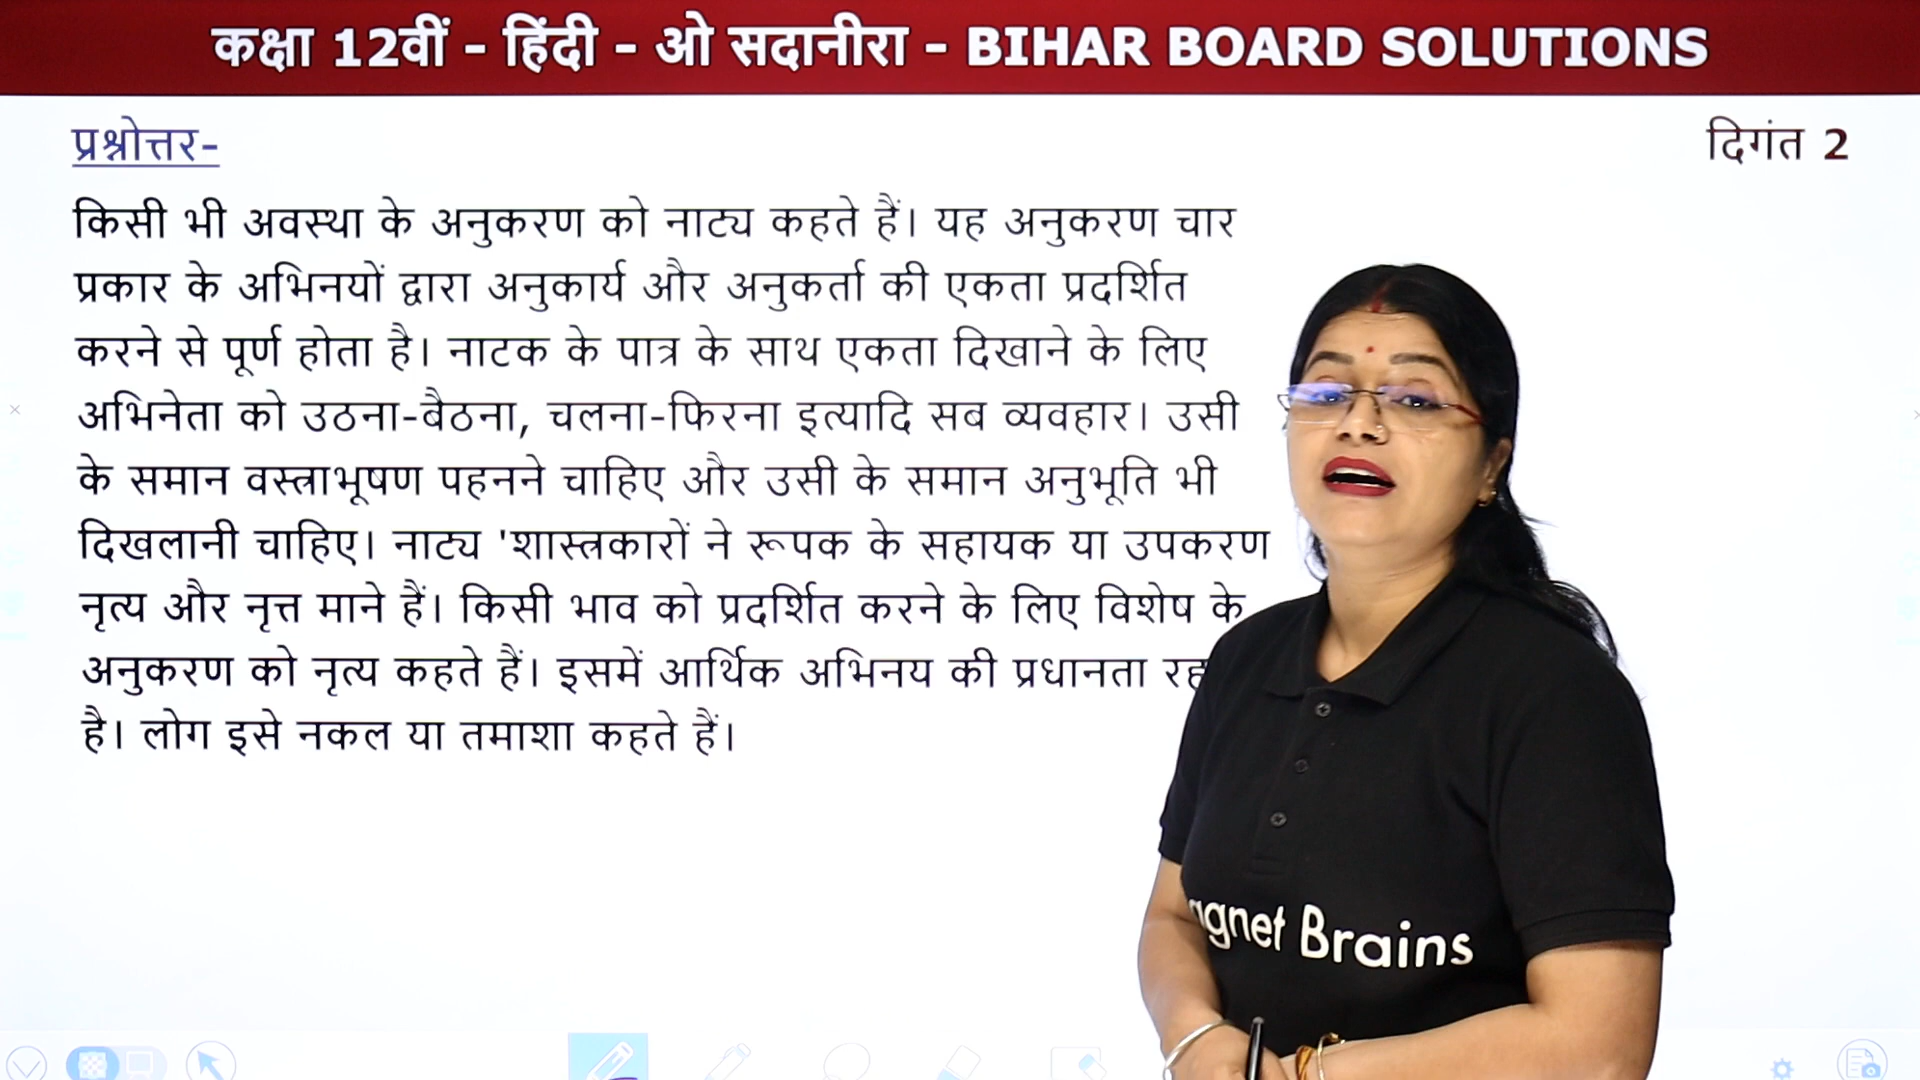 कक्षा 12वीं - हिंदी - ओ सदानीरा - BIHAR BOARD SOLUTIONS
प्रश्नोत्तर-
दिगंत 2
किसी भी अवस्था के अनुकरण को नाट्य कहते हैं। यह अनुकरण चार
प्रकार के अभिनयों द्वारा अनुकार्य और अनुकर्ता की एकता प्रदर्शित
करने से पूर्ण होता है। नाटक के पात्र के साथ एकता दिखाने के लिए
अभिनेता को उठना-बैठना, चलना-फिरना इत्यादि सब व्यवहार। उसी
के समान वस्त्राभूषण पहनने चाहिए और उसी के समान अनुभूति भी
दिखलानी चाहिए। नाट्य 'शास्त्रकारों ने रूपक के सहायक या उपकरण
नृत्य और नृत्त माने हैं। किसी भाव को प्रदर्शित करने के लिए विशेष के
अनुकरण को नृत्य कहते हैं। इसमें आर्थिक अभिनय की प्रधानता
है। लोग इसे नकल या तमाशा कहते हैं।
Brains